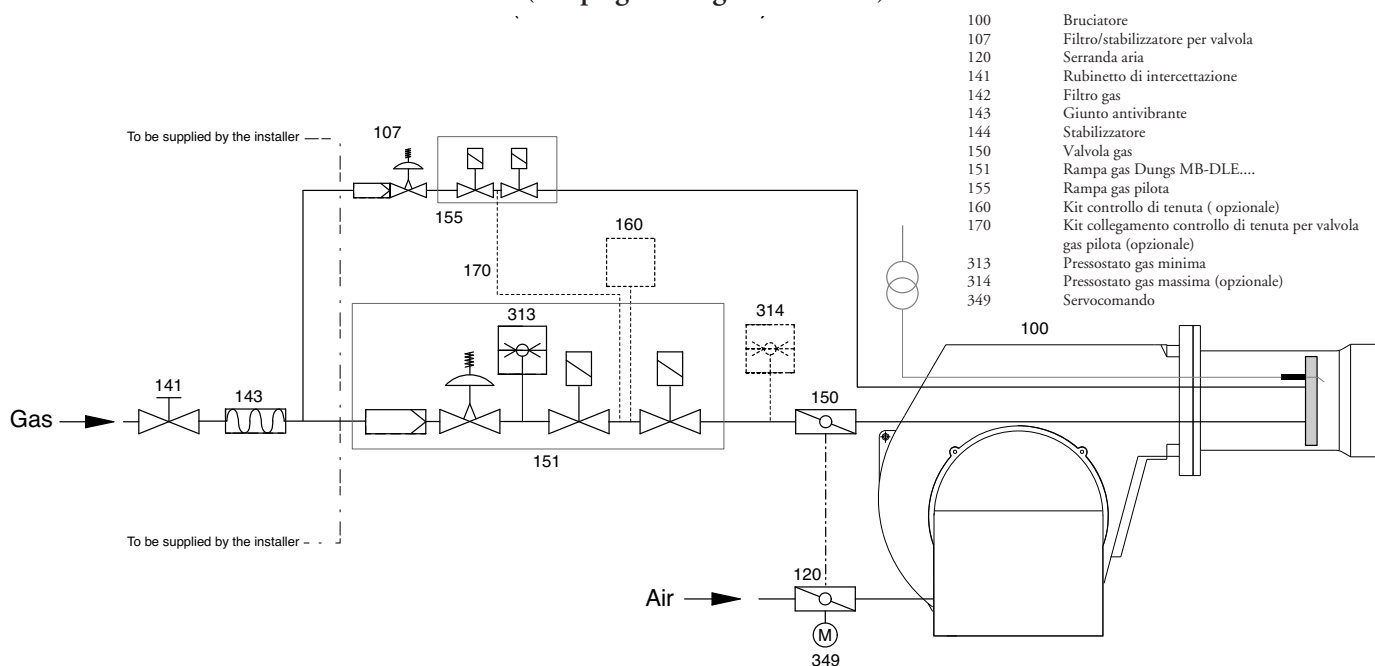 100 Bruciatore
107 Filtro/stabilizzatore per valvola
120 Serranda aria
141 Rubinetto di intercettazione
142 Filtro gas
143 Giunto antivibrante
144 Stabilizzatore
150 Valvola gas
151 Rampa gas Dungs MB-DLE....
155 Rampa gas pilota
160 Kit controllo di tenuta ( opzionale)
170 Kit collegamento controllo di tenuta per valvola
gas pilota (opzionale)
313 Pressostato gas minima
314 Pressostato gas massima (opzionale)
349 Servocomando
To be supplied by the installer
107
155
160
170
313
314
100
141
143
150
Gas
151
To be supplied by the installer
120
Air
M
349